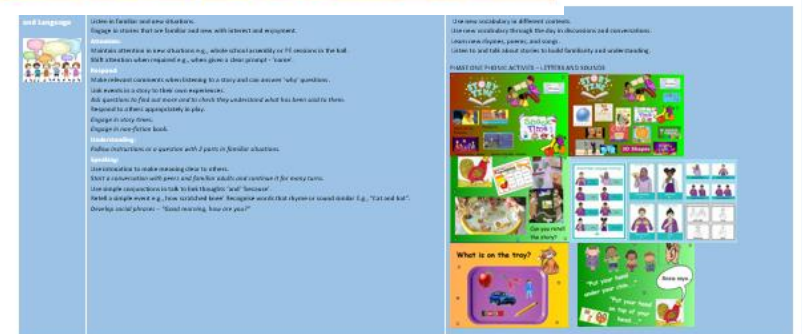 and Language
Listen in familiar and new situations.
Engage in stories that are familiar and new with interest and enjoyment.
Attention:
Maintain attention in new situations e.g., whole school assembly or PE sessions in the hall.
Shift attention when required e.g., when given a clear prompt - 'name'.
Respond
Make relevant comments when listening to a story and can answer 'why' questions.
Link events in a story to their own experiences.
Ask questions to find out more and to check they understand what has been said to them.
Respond to others appropriately in play.
Engage in story times.
Engage in non-fiction book.
Understanding:
Follow instructions or a question with 2 parts in familiar situations.
Speaking:
Use intonation to make meaning clear to others.
Start a conversation with peers and familiar adults and continue it for many turns.
Use simple conjunctions in talk to link thoughts 'and' 'because'.
Retell a simple event e.g., how scratched knee' Recognise words that rhyme or sound similar E.g., "Cat and hat".
Develop social phrases – "Good morning, how are you?"
Use new vocabulary in different contexts.
Use new vocabulary through the day in discussions and conversations.
Learn new rhymes, poems, and songs.
Listen to and talk about stories to build familiarity and understanding.
PHASE ONE PHONIC ACTIVITIES – LETTERS AND SOUNDS
STORY
TIME
STORY
TIME
3D Shapes
Can you retell
the story?
What is on the tray?
"Put your hand
under your chin..."
"Put your hand
on top of your
head..."
says